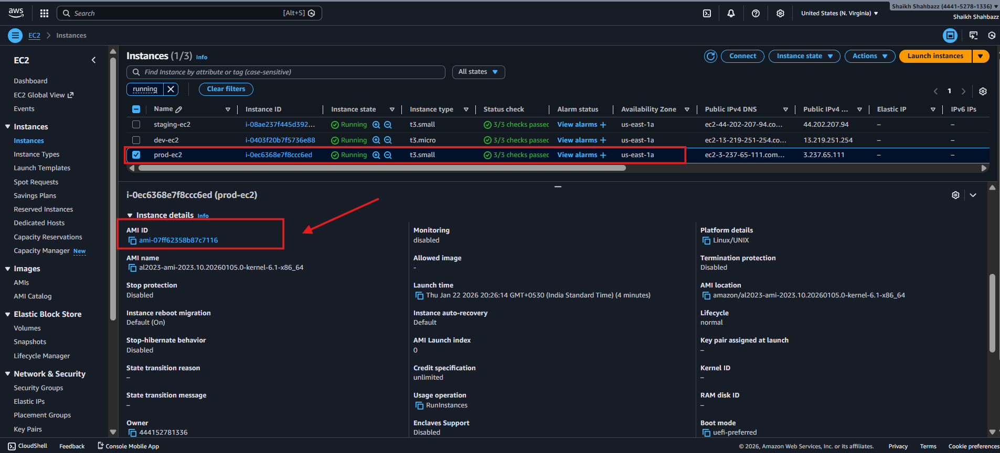 aws
Search [Alt+S]
United States (N. Virginia)
Shaikh Shahbazz (4441-5278-1336)
Shaikh Shahbazz
EC2 Instances
EC2
Dashboard
EC2 Global View
Events
Instances
Instances
Instance Types
Launch Templates
Spot Requests
Savings Plans
Reserved Instances
Dedicated Hosts
Capacity Reservations
Capacity Manager New
Images
AMIs
AMI Catalog
Elastic Block Store
Volumes
Snapshots
Lifecycle Manager
Network & Security
Security Groups
Elastic IPs
Placement Groups
Key Pairs
Instances (1/3) Info
Connect Instance state Actions Launch instances
Find Instance by attribute or tag (case-sensitive) All states
running Clear filters
1
Name Instance ID Instance state Instance type Status check Alarm status Availability Zone Public IPv4 DNS Public IPv4 ... Elastic IP IPv6 IPs
staging-ec2 i-08ae237f445d392... Running t3.small 3/3 checks passec View alarms + us-east-1a ec2-44-202-207-94.co... 44.202.207.94 – –
dev-ec2 i-0403f20b7f5736e88 Running t3.micro 3/3 checks passec View alarms + us-east-1a ec2-13-219-251-254.co... 13.219.251.254 – –
prod-ec2 i-0ec6368e7f8ccc6ed Running t3.small 3/3 checks passec View alarms + us-east-1a ec2-3-237-65-111.com... 3.237.65.111 – –
i-0ec6368e7f8ccc6ed (prod-ec2)
Instance details Info
AMI ID
ami-07ff62358b87c7116
Monitoring
disabled
Platform details
Linux/UNIX
AMI name
al2023-ami-2023.10.20260105.0-kernel-6.1-x86_64
Allowed image
-
Termination protection
Disabled
Stop protection
Disabled
Launch time
Thu Jan 22 2026 20:26:14 GMT+0530 (India Standard Time) (4 minutes)
AMI location
amazon/al2023-ami-2023.10.20260105.0-kernel-6.1-x86_64
Instance reboot migration
Default (On)
Instance auto-recovery
Default
Lifecycle
normal
Stop-hibernate behavior
Disabled
AMI Launch index
0
Key pair assigned at launch
–
State transition reason
–
Credit specification
unlimited
Kernel ID
–
State transition message
–
Usage operation
RunInstances
RAM disk ID
–
Owner
444152781336
Enclaves Support
Disabled
Boot mode
uefi-preferred
CloudShell Feedback Console Mobile App
© 2026, Amazon Web Services, Inc. or its affiliates. Privacy Terms Cookie preferences